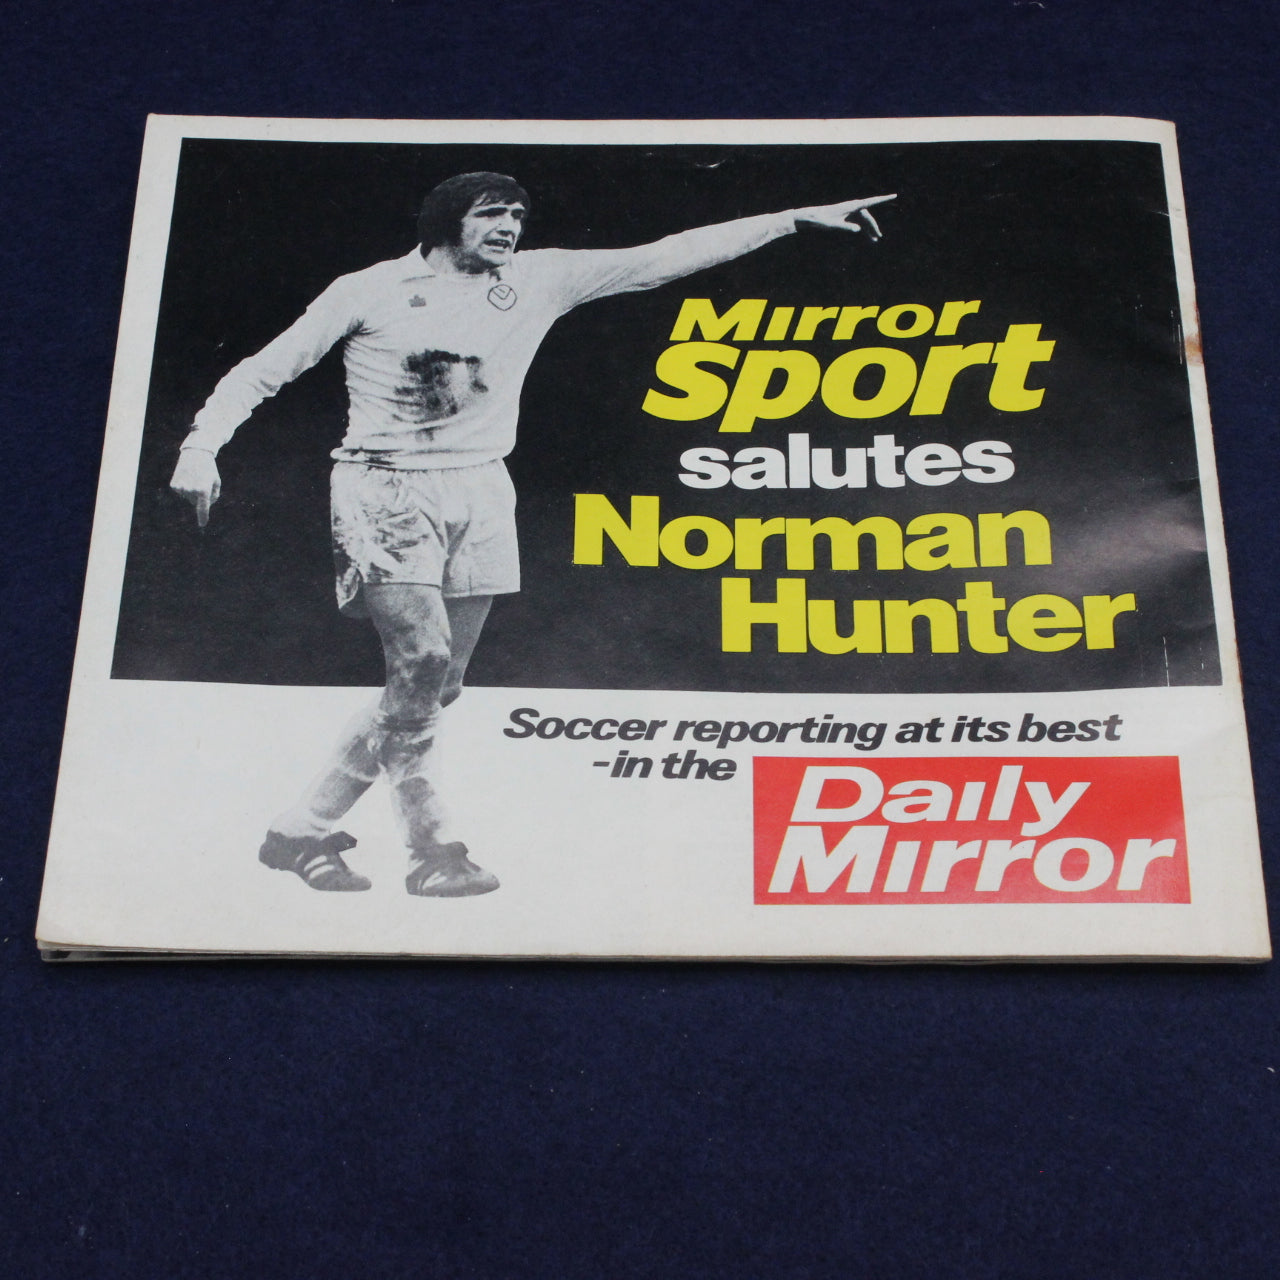 Mirror
Sport
salutes
Norman
Hunter
Soccer reporting at its best
-in the
Daily
Mirror